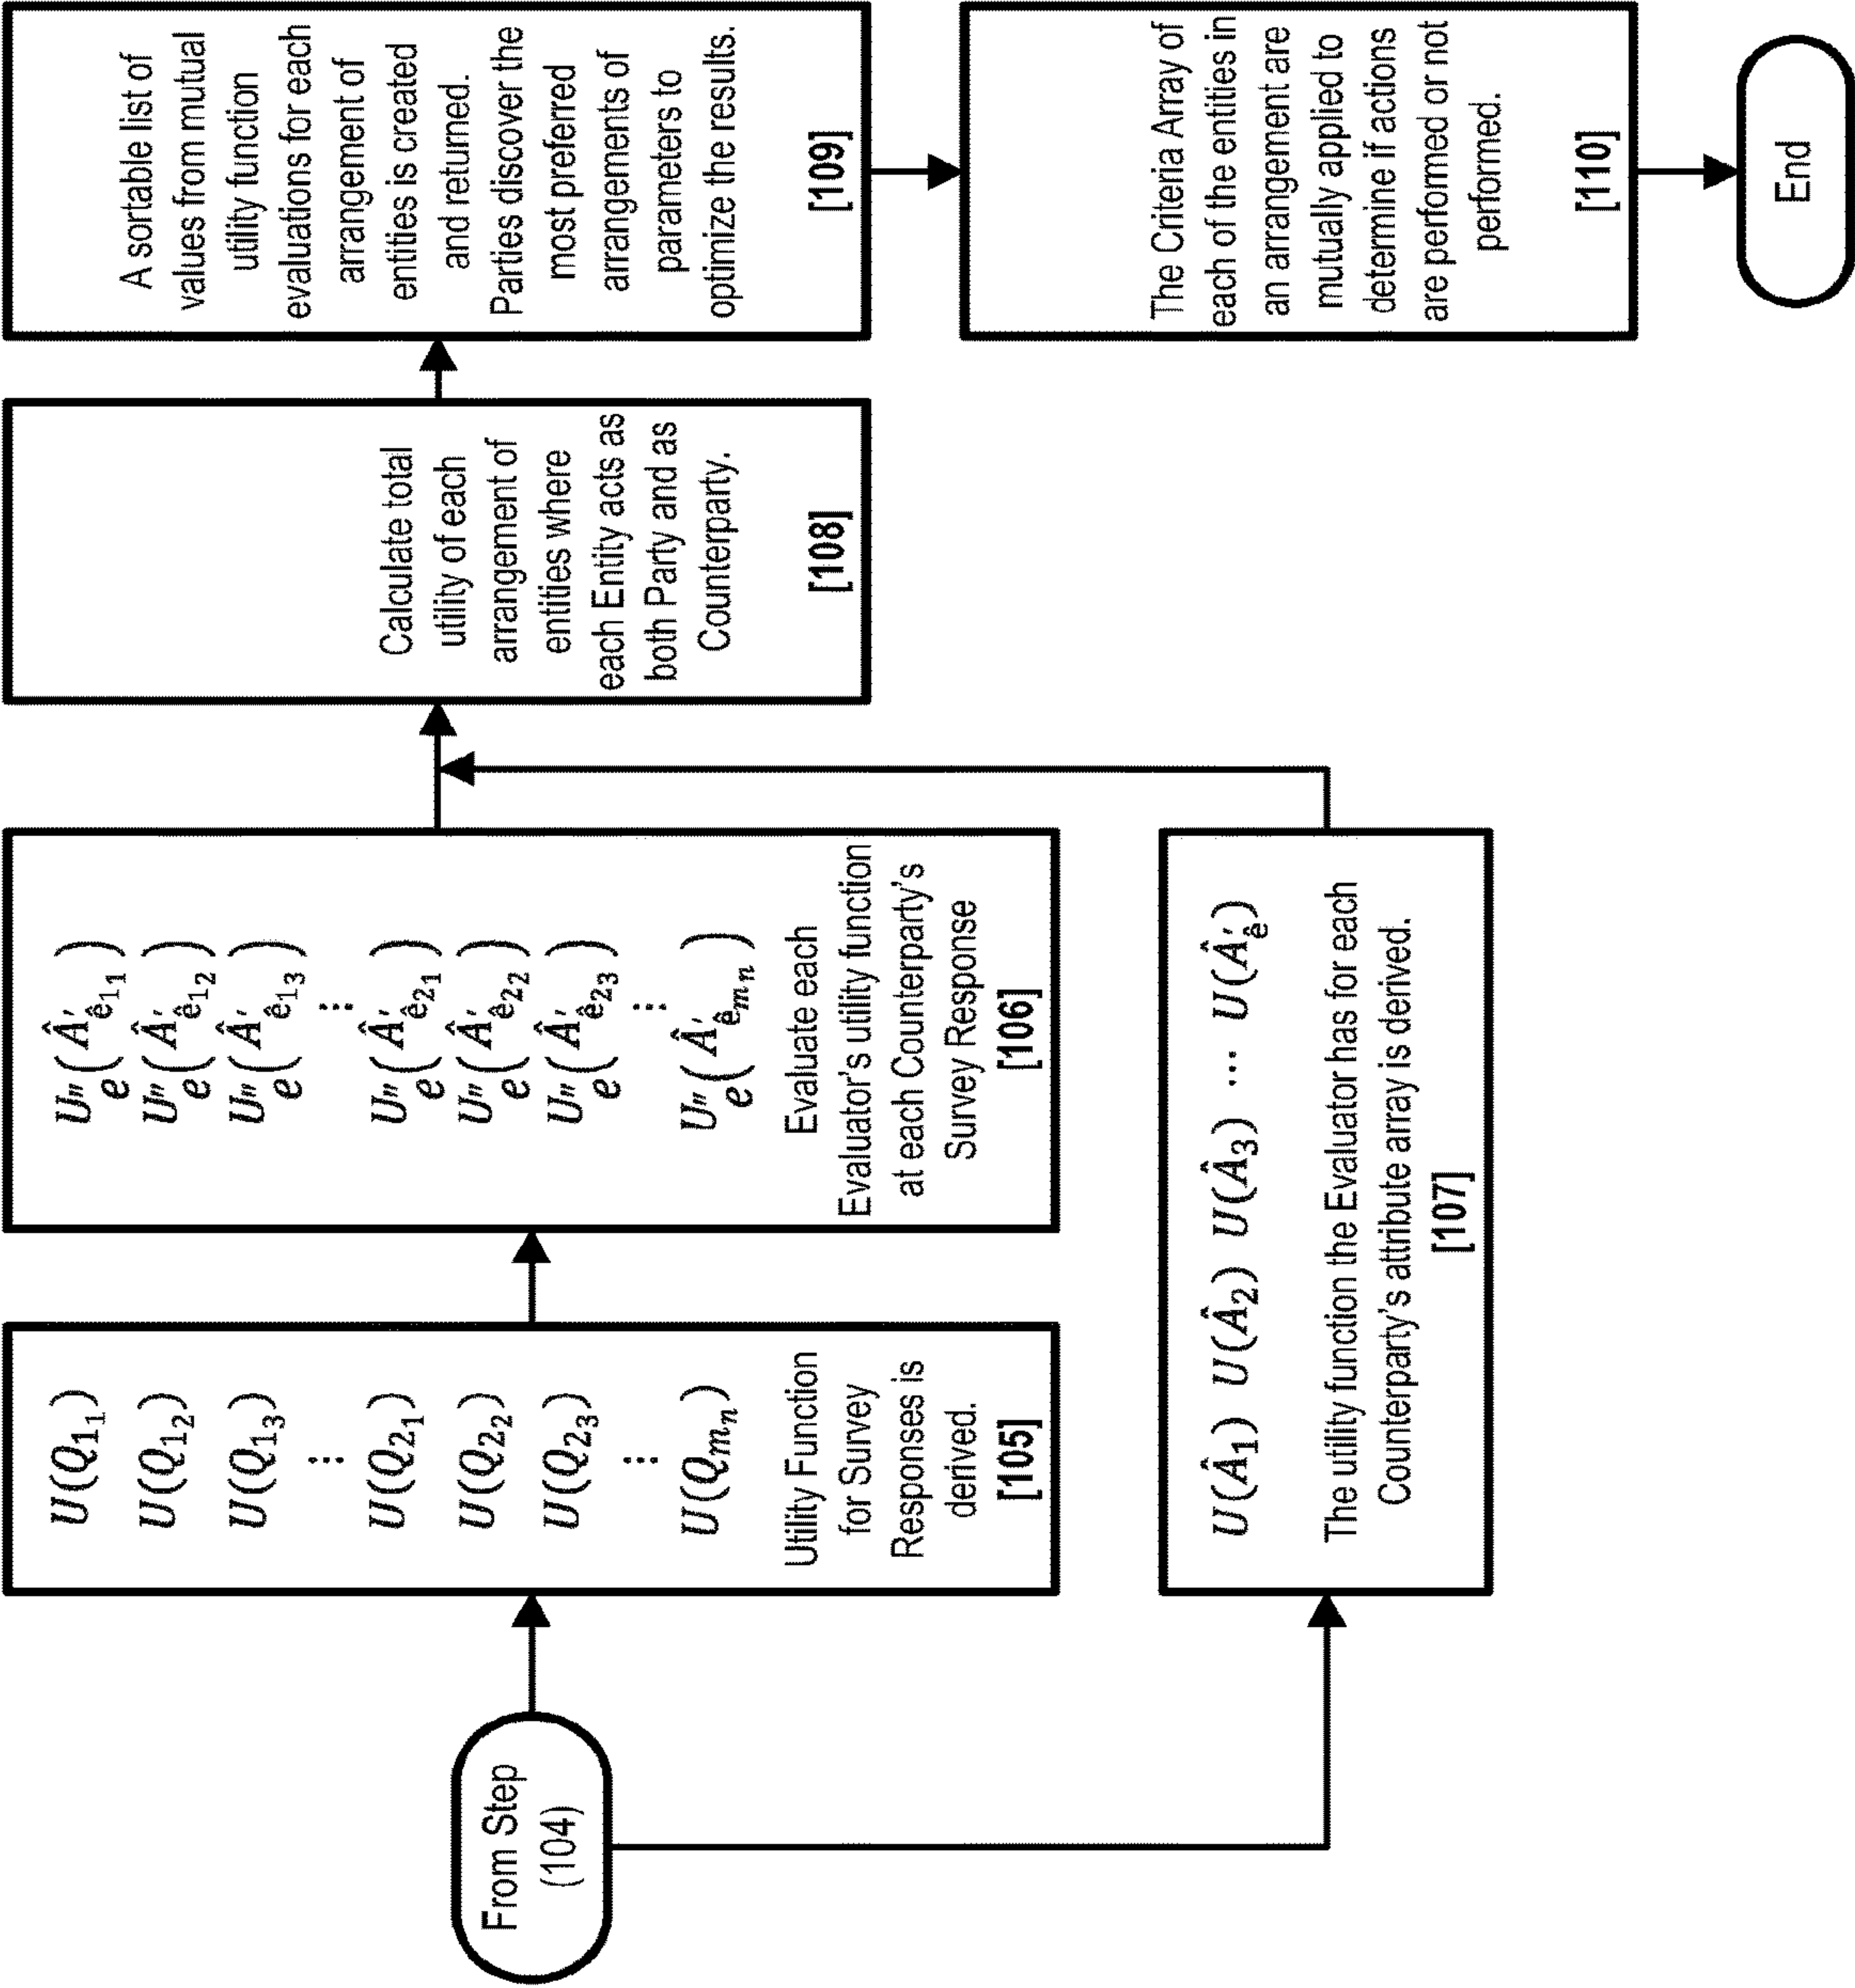 From Step
(104)
U(Q₁₁)
U(Q₁₂)
U(Q₁₃)
⋮
U(Q₂₁)
U(Q₂₂)
U(Q₂₃)
⋮
U(Qₘₙ)
Utility Function
for Survey
Responses is
derived.
[105]
U″ₑ(Â′ê₁₁)
U″ₑ(Â′ê₁₂)
U″ₑ(Â′ê₁₃)
⋮
U″ₑ(Â′ê₂₁)
U″ₑ(Â′ê₂₂)
U″ₑ(Â′ê₂₃)
⋮
U″ₑ(Â′êₘₙ)
Evaluate each
Evaluator's utility function
at each Counterparty's
Survey Response
[106]
U(Â₁) U(Â₂) U(Â₃) ... U(Â′ê)
The utility function the Evaluator has for each
Counterparty's attribute array is derived.
[107]
Calculate total
utility of each
arrangement of
entities where
each Entity acts as
both Party and as
Counterparty.
[108]
A sortable list of
values from mutual
utility function
evaluations for each
arrangement of
entities is created
and returned.
Parties discover the
most preferred
arrangements of
parameters to
optimize the results.
[109]
The Criteria Array of
each of the entities in
an arrangement are
mutually applied to
determine if actions
are performed or not
performed.
[110]
End